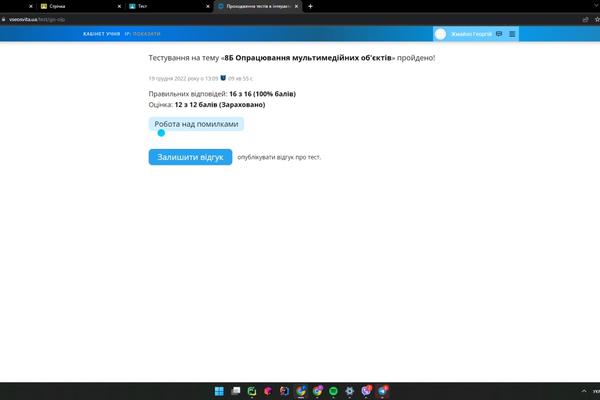 Стрічка
Тест
Проходження тестів в інтеракт
vseosvita.ua/test/go-olp
КАБІНЕТ УЧНЯ IP: ПОКАЗАТИ
Георгій
Тестування на тему «8Б Опрацювання мультимедійних об'єктів» пройдено!
19 грудня 2022 року о 13:09 09 хв 55 с
Правильних відповідей: 16 з 16 (100% балів)
Оцінка: 12 з 12 балів (Зараховано)
Робота над помилками
Залишити відгук опублікувати відгук про тест.
УКР